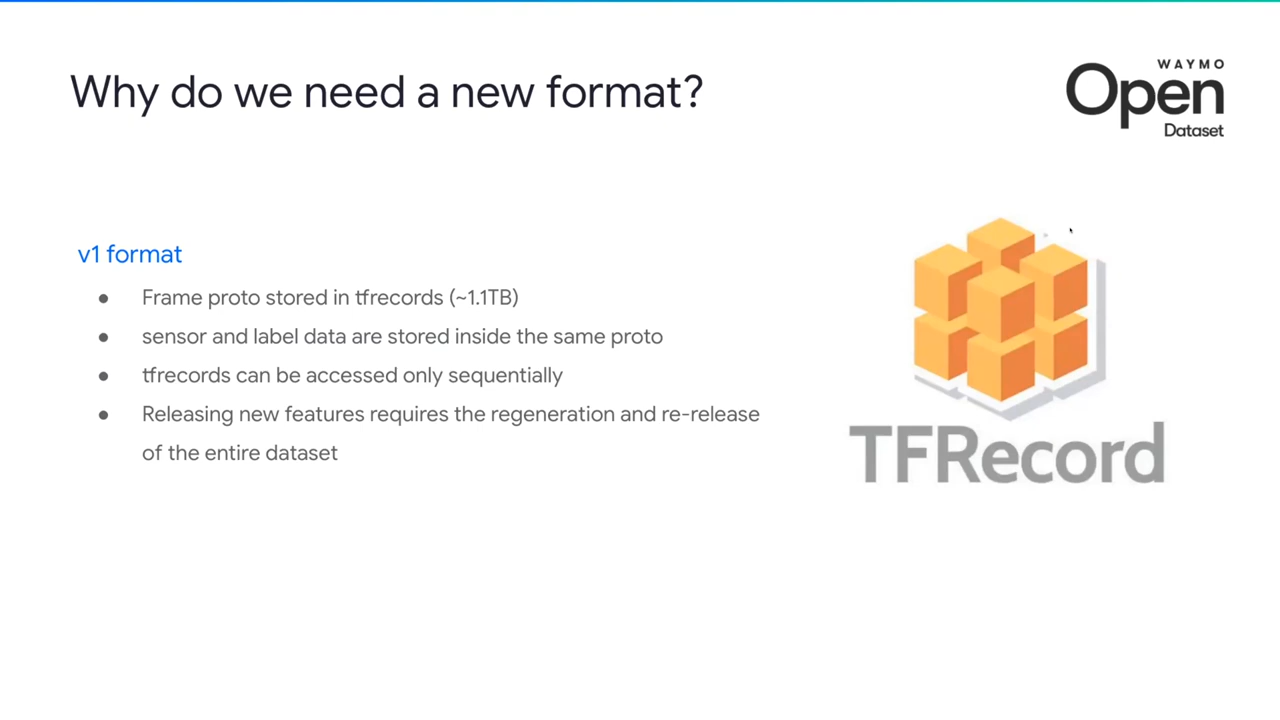 Why do we need a new format?
WAYMO
Open
Dataset
v1 format
● Frame proto stored in tfrecords (~1.1TB)
● sensor and label data are stored inside the same proto
● tfrecords can be accessed only sequentially
● Releasing new features requires the regeneration and re-release
of the entire dataset
TFRecord